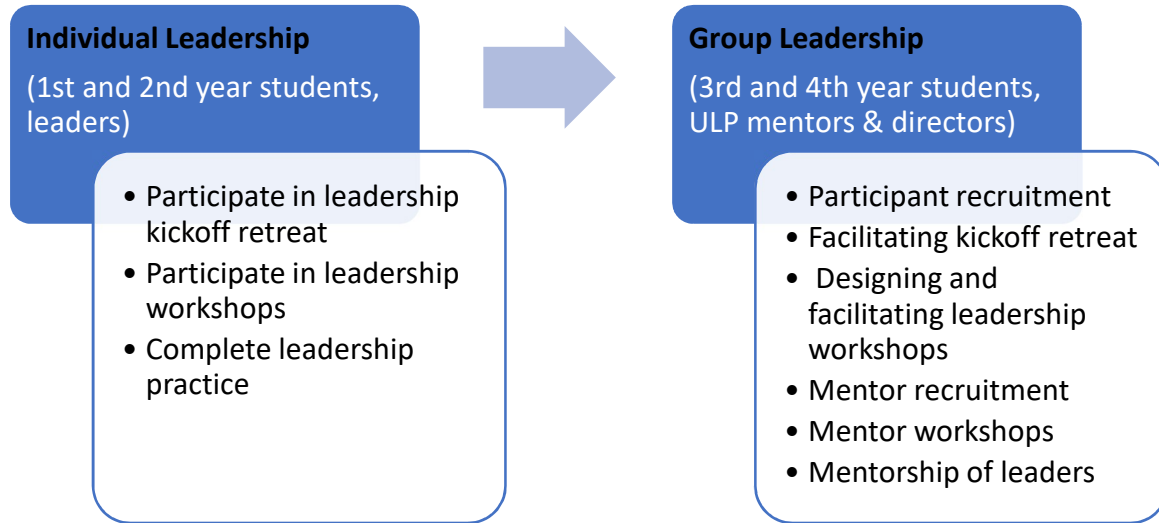 Individual Leadership
(1st and 2nd year students,
leaders)
• Participate in leadership
kickoff retreat
• Participate in leadership
workshops
• Complete leadership
practice
Group Leadership
(3rd and 4th year students,
ULP mentors & directors)
• Participant recruitment
• Facilitating kickoff retreat
• Designing and
facilitating leadership
workshops
• Mentor recruitment
• Mentor workshops
• Mentorship of leaders